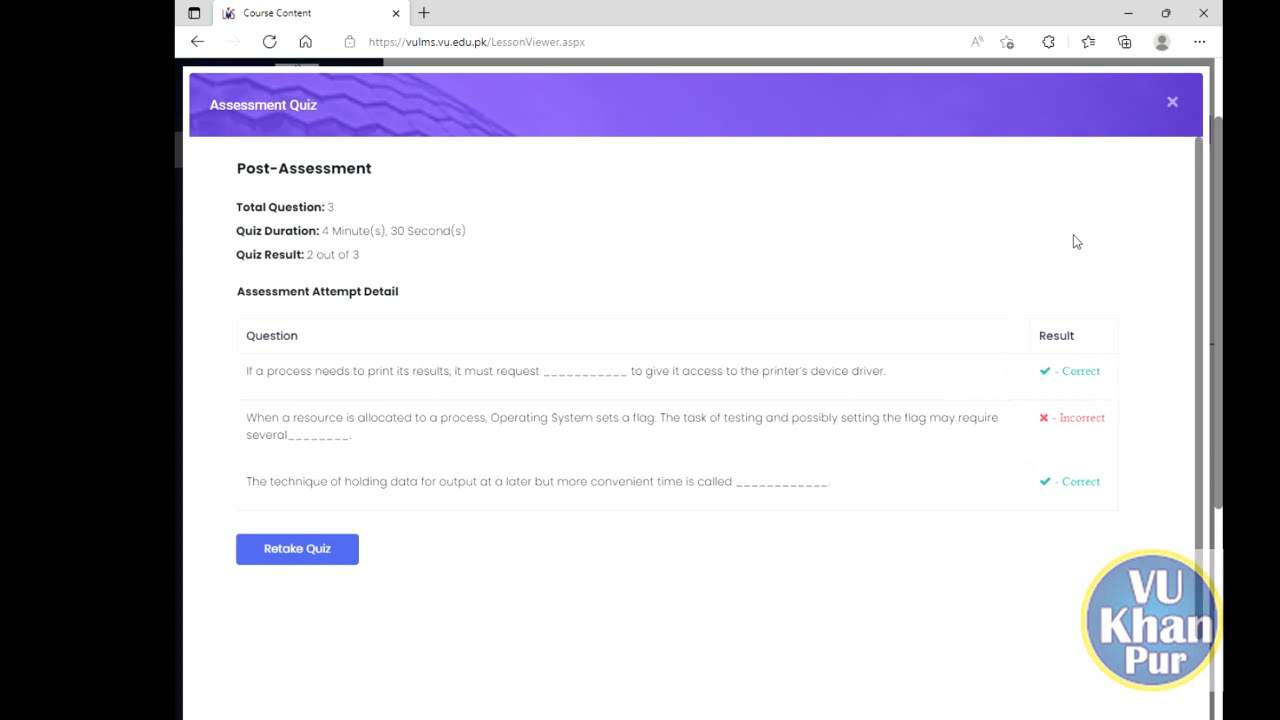 Course Content
https://vulms.vu.edu.pk/LessonViewer.aspx
Assessment Quiz
Post-Assessment
Total Question: 3
Quiz Duration: 4 Minute(s), 30 Second(s)
Quiz Result: 2 out of 3
Assessment Attempt Detail
Question Result
If a process needs to print its results, it must request ___________ to give it access to the printer's device driver. - Correct
When a resource is allocated to a process, Operating System sets a flag. The task of testing and possibly setting the flag may require - Incorrect
several________.
The technique of holding data for output at a later but more convenient time is called ____________. - Correct
Retake Quiz
VU
Khan
Pur